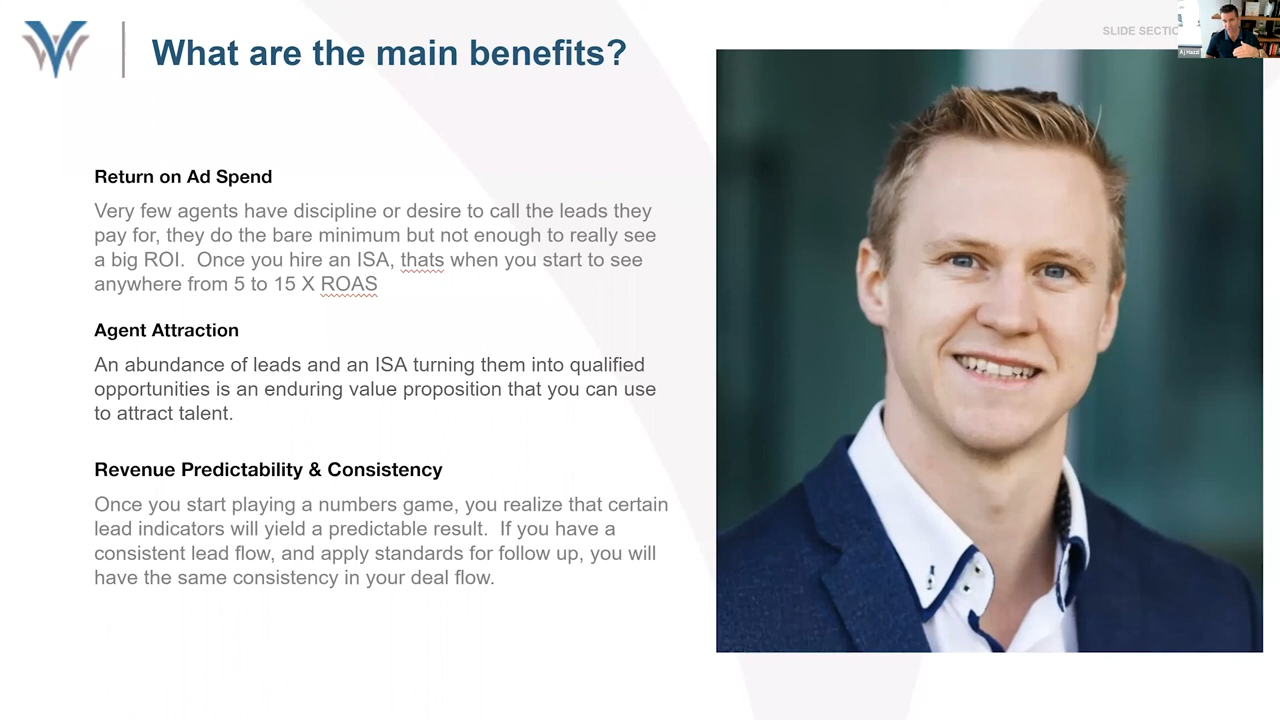 What are the main benefits?
SLIDE SECTIO
Return on Ad Spend
Very few agents have discipline or desire to call the leads they
pay for, they do the bare minimum but not enough to really see
a big ROI.  Once you hire an ISA, thats when you start to see
anywhere from 5 to 15 X ROAS
Agent Attraction
An abundance of leads and an ISA turning them into qualified
opportunities is an enduring value proposition that you can use
to attract talent.
Revenue Predictability & Consistency
Once you start playing a numbers game, you realize that certain
lead indicators will yield a predictable result.  If you have a
consistent lead flow, and apply standards for follow up, you will
have the same consistency in your deal flow.